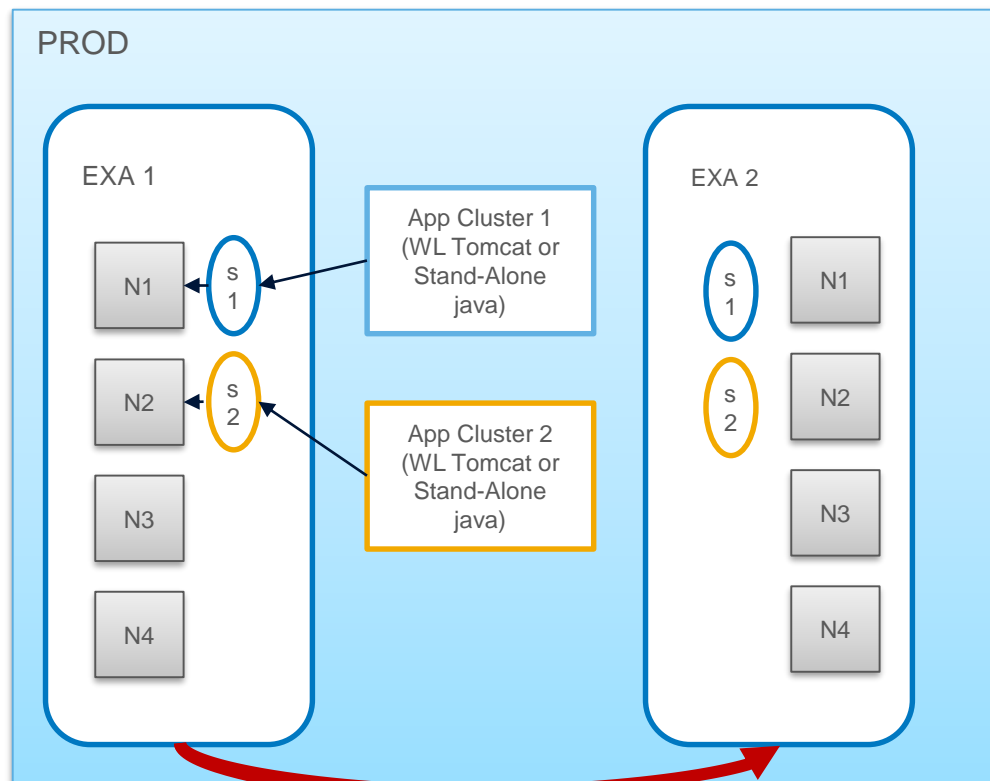 PROD
EXA 1
N1
s
1
N2
s
2
N3
N4
App Cluster 1
(WL Tomcat or
Stand-Alone
java)
App Cluster 2
(WL Tomcat or
Stand-Alone
java)
EXA 2
s
1
N1
s
2
N2
N3
N4